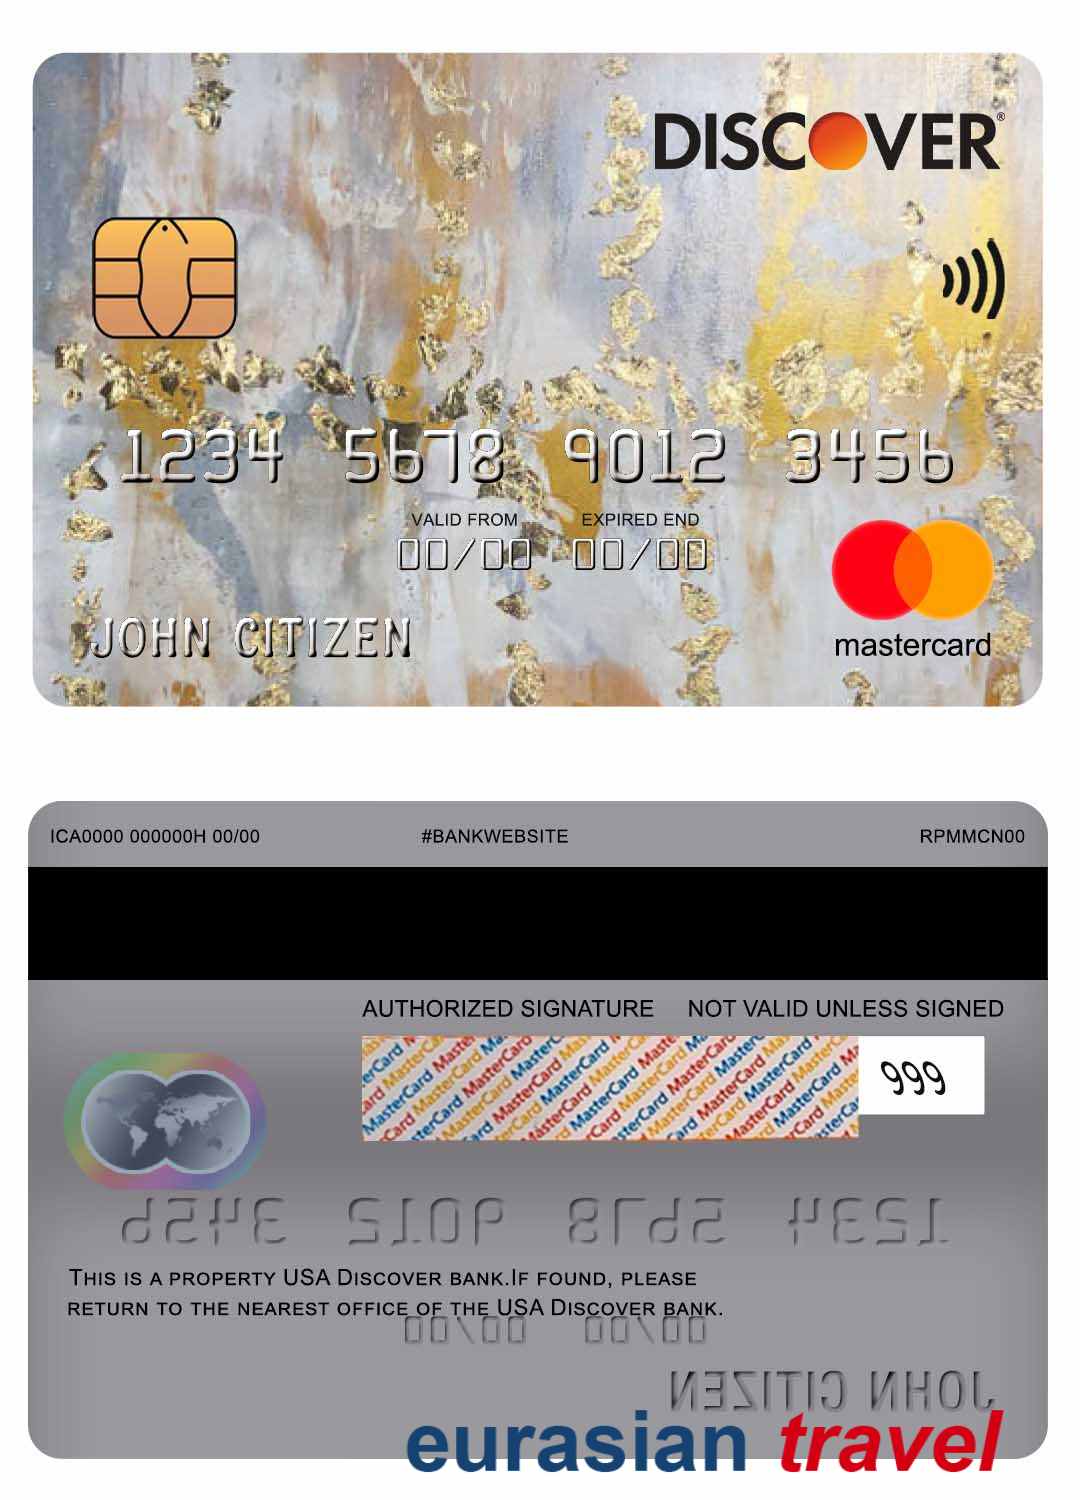 DISCOVER®
1234 5678 9012 3456
VALID FROM EXPIRED END
00/00 00/00
JOHN CITIZEN
mastercard
ICA0000 000000H 00/00 #BANKWEBSITE RPMMCN00
AUTHORIZED SIGNATURE NOT VALID UNLESS SIGNED
MasterCard MasterCard MasterCard MasterCard
999
1234 5678 9012 3456
THIS IS A PROPERTY USA DISCOVER BANK.IF FOUND, PLEASE
RETURN TO THE NEAREST OFFICE OF THE USA DISCOVER BANK.
00/00 00/00
JOHN CITIZEN
eurasian travel